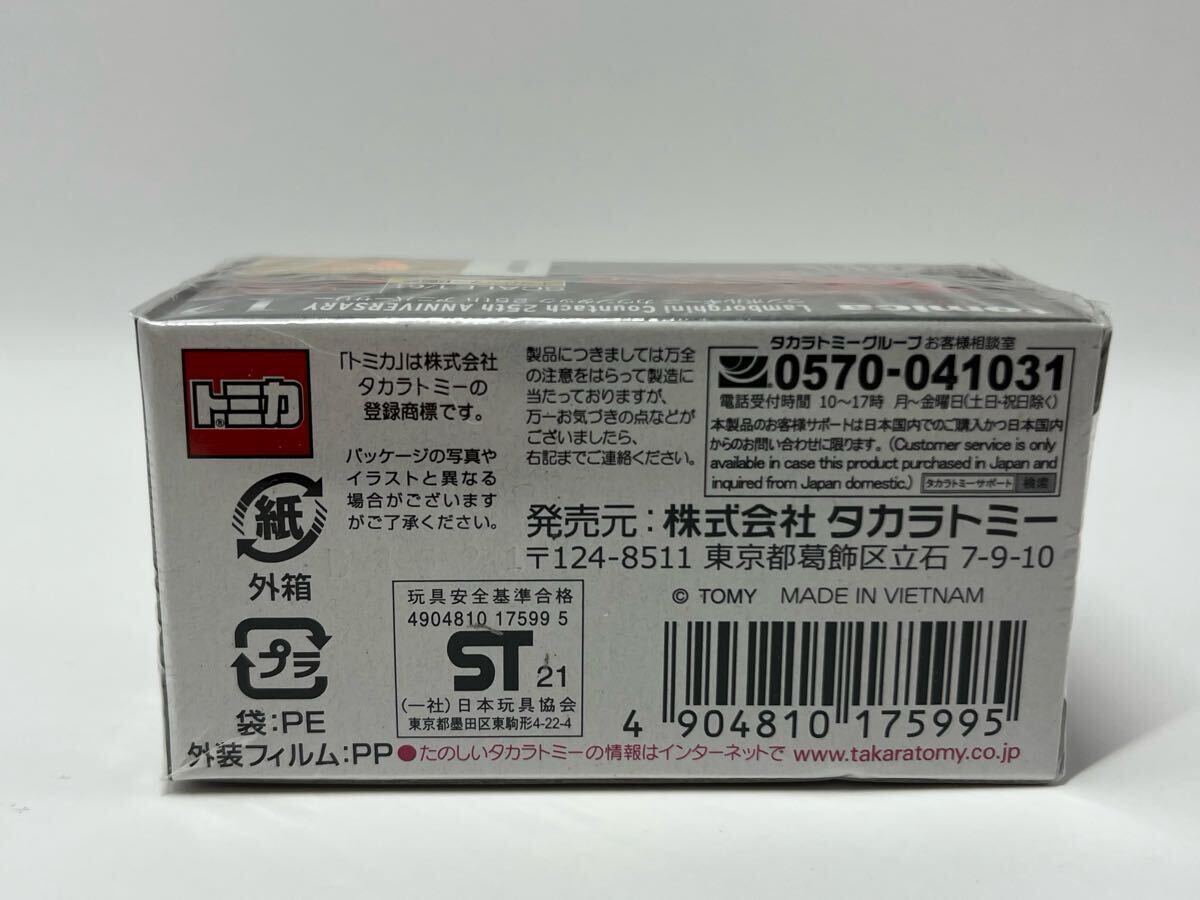 tomica
Lamborghini Countach 25th ANNIVERSARY
トミカ®
「トミカ」は株式会社
タカラトミーの
登録商標です。
パッケージの写真や
イラストと異なる
場合がございます
がご了承ください。
紙
外箱
プラ
袋:PE
外装フィルム:PP
製品につきましては万全
の注意をはらって製造に
当たっておりますが、
万一お気づきの点などが
ございましたら、
右記までご連絡ください。
タカラトミーグループ お客様相談室
0570-041031
電話受付時間 10〜17時 月〜金曜日(土日・祝日除く)
本製品のお客様サポートは日本国内でのご購入かつ日本国内
からのお問い合わせに限ります。(Customer service is only
available in case this product purchased in Japan and
inquired from Japan domestic.) タカラトミーサポート 検索
発売元:株式会社 タカラトミー
〒124-8511 東京都葛飾区立石 7-9-10
© TOMY MADE IN VIETNAM
玩具安全基準合格
4904810 17599 5
ST 21
(一社)日本玩具協会
東京都墨田区東駒形4-22-4
4 904810 175995
●たのしいタカラトミーの情報はインターネットで www.takaratomy.co.jp